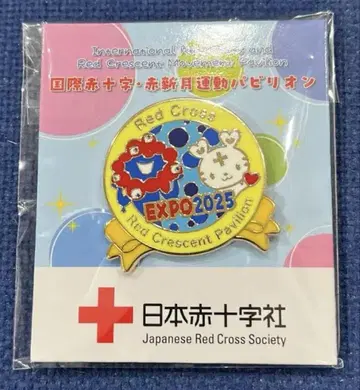 International Red Cross and
Red Crescent Movement Pavilion
国際赤十字・赤新月運動パビリオン
Red Cross
EXPO2025
Red Crescent Pavilion
日本赤十字社
Japanese Red Cross Society